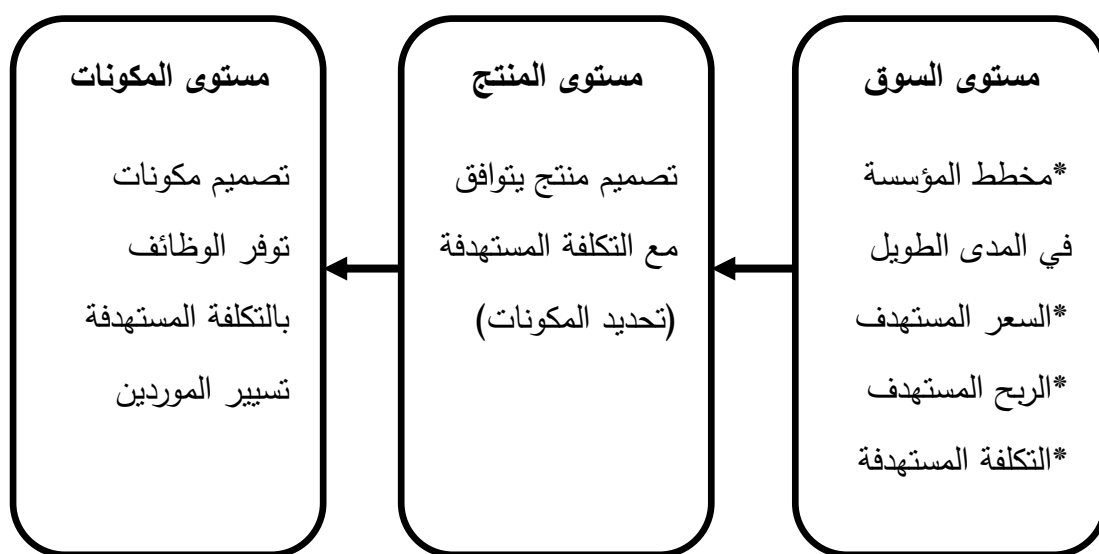 مستوى السوق
*مخطط المؤسسة
في المدى الطويل
*السعر المستهدف
*الربح المستهدف
*التكلفة المستهدفة
مستوى المنتج
تصميم منتج يتوافق
مع التكلفة المستهدفة
(تحديد المكونات)
مستوى المكونات
تصميم مكونات
توفر الوظائف
بالتكلفة المستهدفة
تسيير الموردين